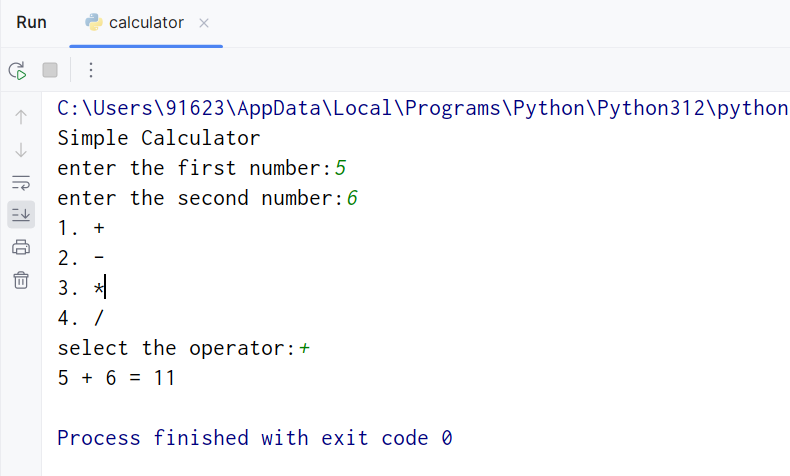 Run calculator
C:\Users\91623\AppData\Local\Programs\Python\Python312\python
Simple Calculator
enter the first number:5
enter the second number:6
1. +
2. -
3. *
4. /
select the operator:+
5 + 6 = 11
Process finished with exit code 0